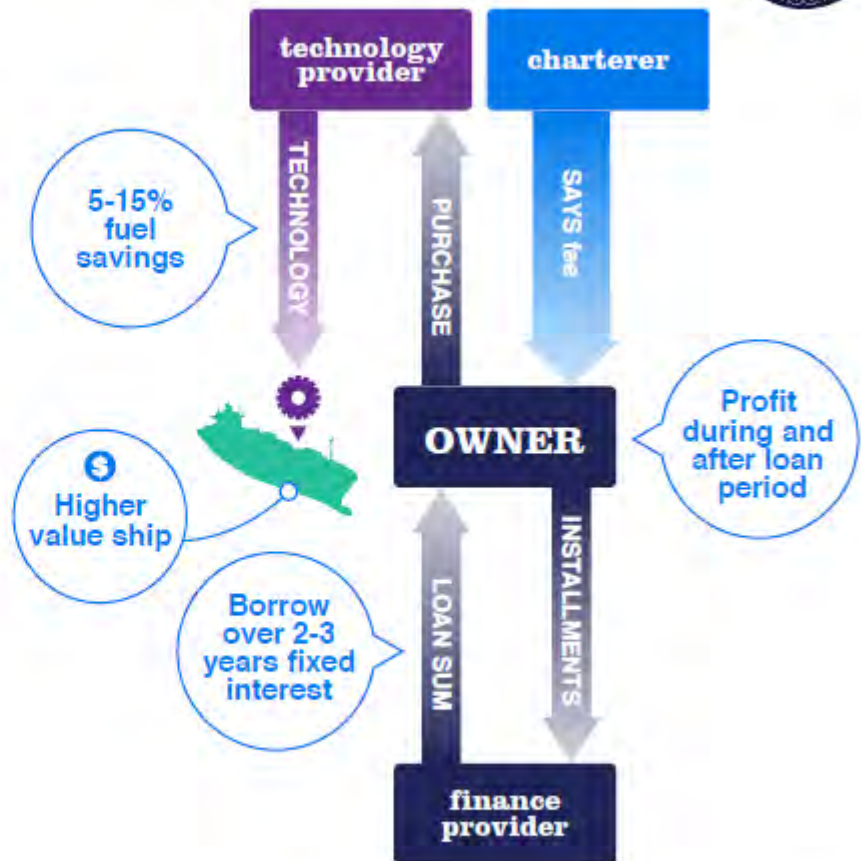 technology
provider
charterer
TECHNOLOGY
PURCHASE
SAYS fee
5-15%
fuel
savings
OWNER
Profit
during and
after loan
period
$
Higher
value ship
Borrow
over 2-3
years fixed
interest
LOAN SUM
INSTALLMENTS
finance
provider